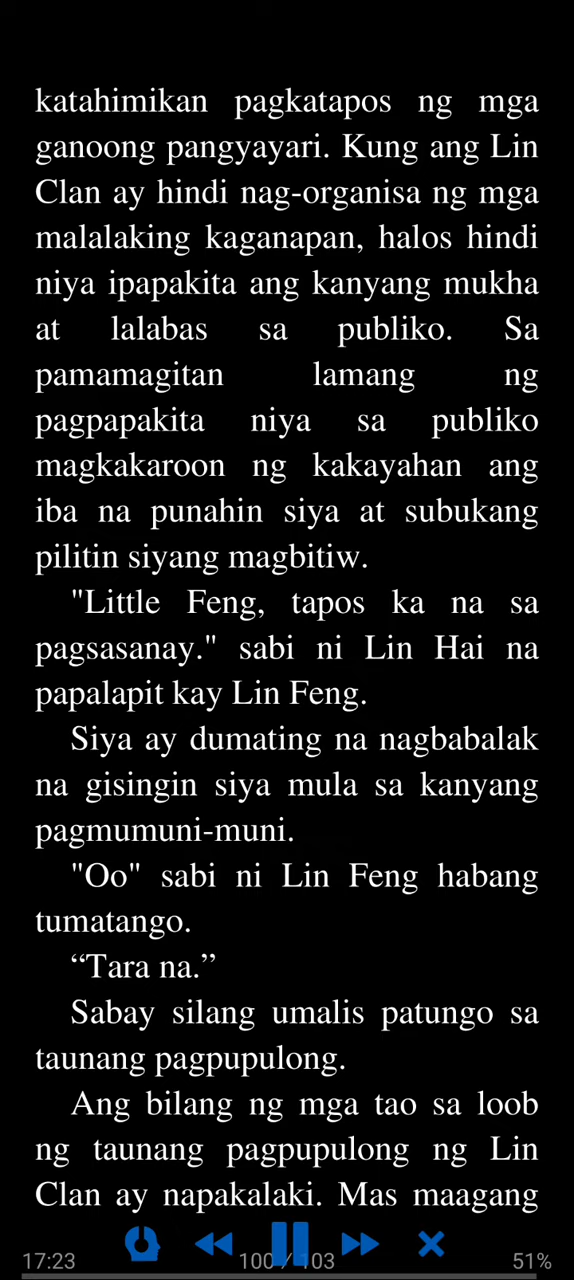 katahimikan pagkatapos ng mga
ganoong pangyayari. Kung ang Lin
Clan ay hindi nag-organisa ng mga
malalaking kaganapan, halos hindi
niya ipapakita ang kanyang mukha
at lalabas sa publiko. Sa
pamamagitan lamang ng
pagpapakita niya sa publiko
magkakaroon ng kakayahan ang
iba na punahin siya at subukang
pilitin siyang magbitiw.
"Little Feng, tapos ka na sa
pagsasanay." sabi ni Lin Hai na
papalapit kay Lin Feng.
Siya ay dumating na nagbabalak
na gisingin siya mula sa kanyang
pagmumuni-muni.
"Oo" sabi ni Lin Feng habang
tumatango.
“Tara na.”
Sabay silang umalis patungo sa
taunang pagpupulong.
Ang bilang ng mga tao sa loob
ng taunang pagpupulong ng Lin
Clan ay napakalaki. Mas maagang
17:23 100 / 103 51%